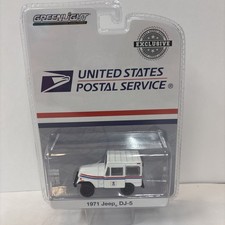 GREENLIGHT
EXCLUSIVE
UNITED STATES
POSTAL SERVICE®
1971 Jeep® DJ-5